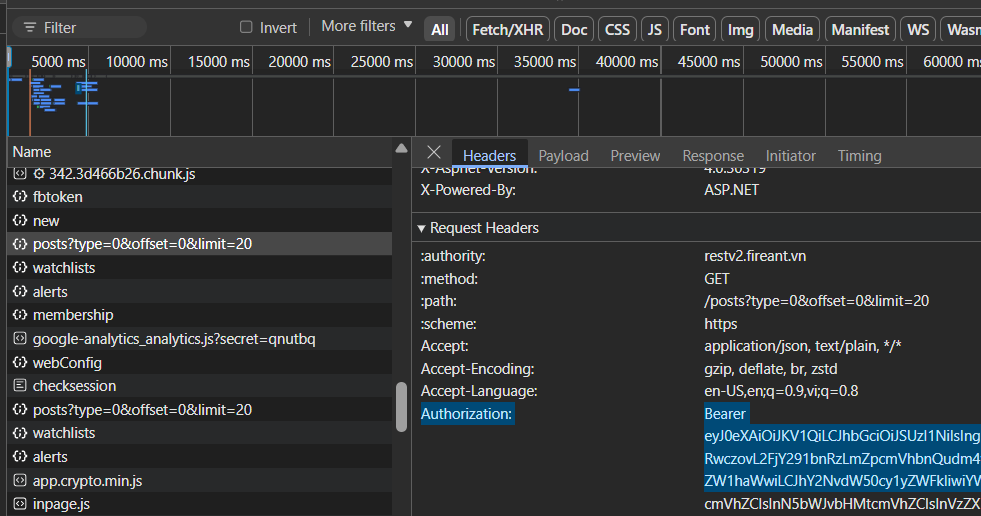 Filter Invert More filters All Fetch/XHR Doc CSS JS Font Img Media Manifest WS Wasm
5000 ms 10000 ms 15000 ms 20000 ms 25000 ms 30000 ms 35000 ms 40000 ms 45000 ms 50000 ms 55000 ms 60000
Name
342.3d466b26.chunk.js
fbtoken
new
posts?type=0&offset=0&limit=20
watchlists
alerts
membership
google-analytics_analytics.js?secret=qnutbq
webConfig
checksession
posts?type=0&offset=0&limit=20
watchlists
alerts
app.crypto.min.js
inpage.js
Headers Payload Preview Response Initiator Timing
X-Aspnet-Version: 4.0.30319
X-Powered-By: ASP.NET
Request Headers
:authority: restv2.fireant.vn
:method: GET
:path: /posts?type=0&offset=0&limit=20
:scheme: https
Accept: application/json, text/plain, */*
Accept-Encoding: gzip, deflate, br, zstd
Accept-Language: en-US,en;q=0.9,vi;q=0.8
Authorization: Bearer
eyJ0eXAiOiJKV1QiLCJhbGciOiJSUzI1NiIsIng
RwczovL2FjY291bnRzLmZpcmVhbnQudm4
ZW1haWwiLCJhY2NvdW50cy1yZWFkIiwiYW
cmVhZCIsInN5bWJvbHMtcmVhZCIsInVzZX